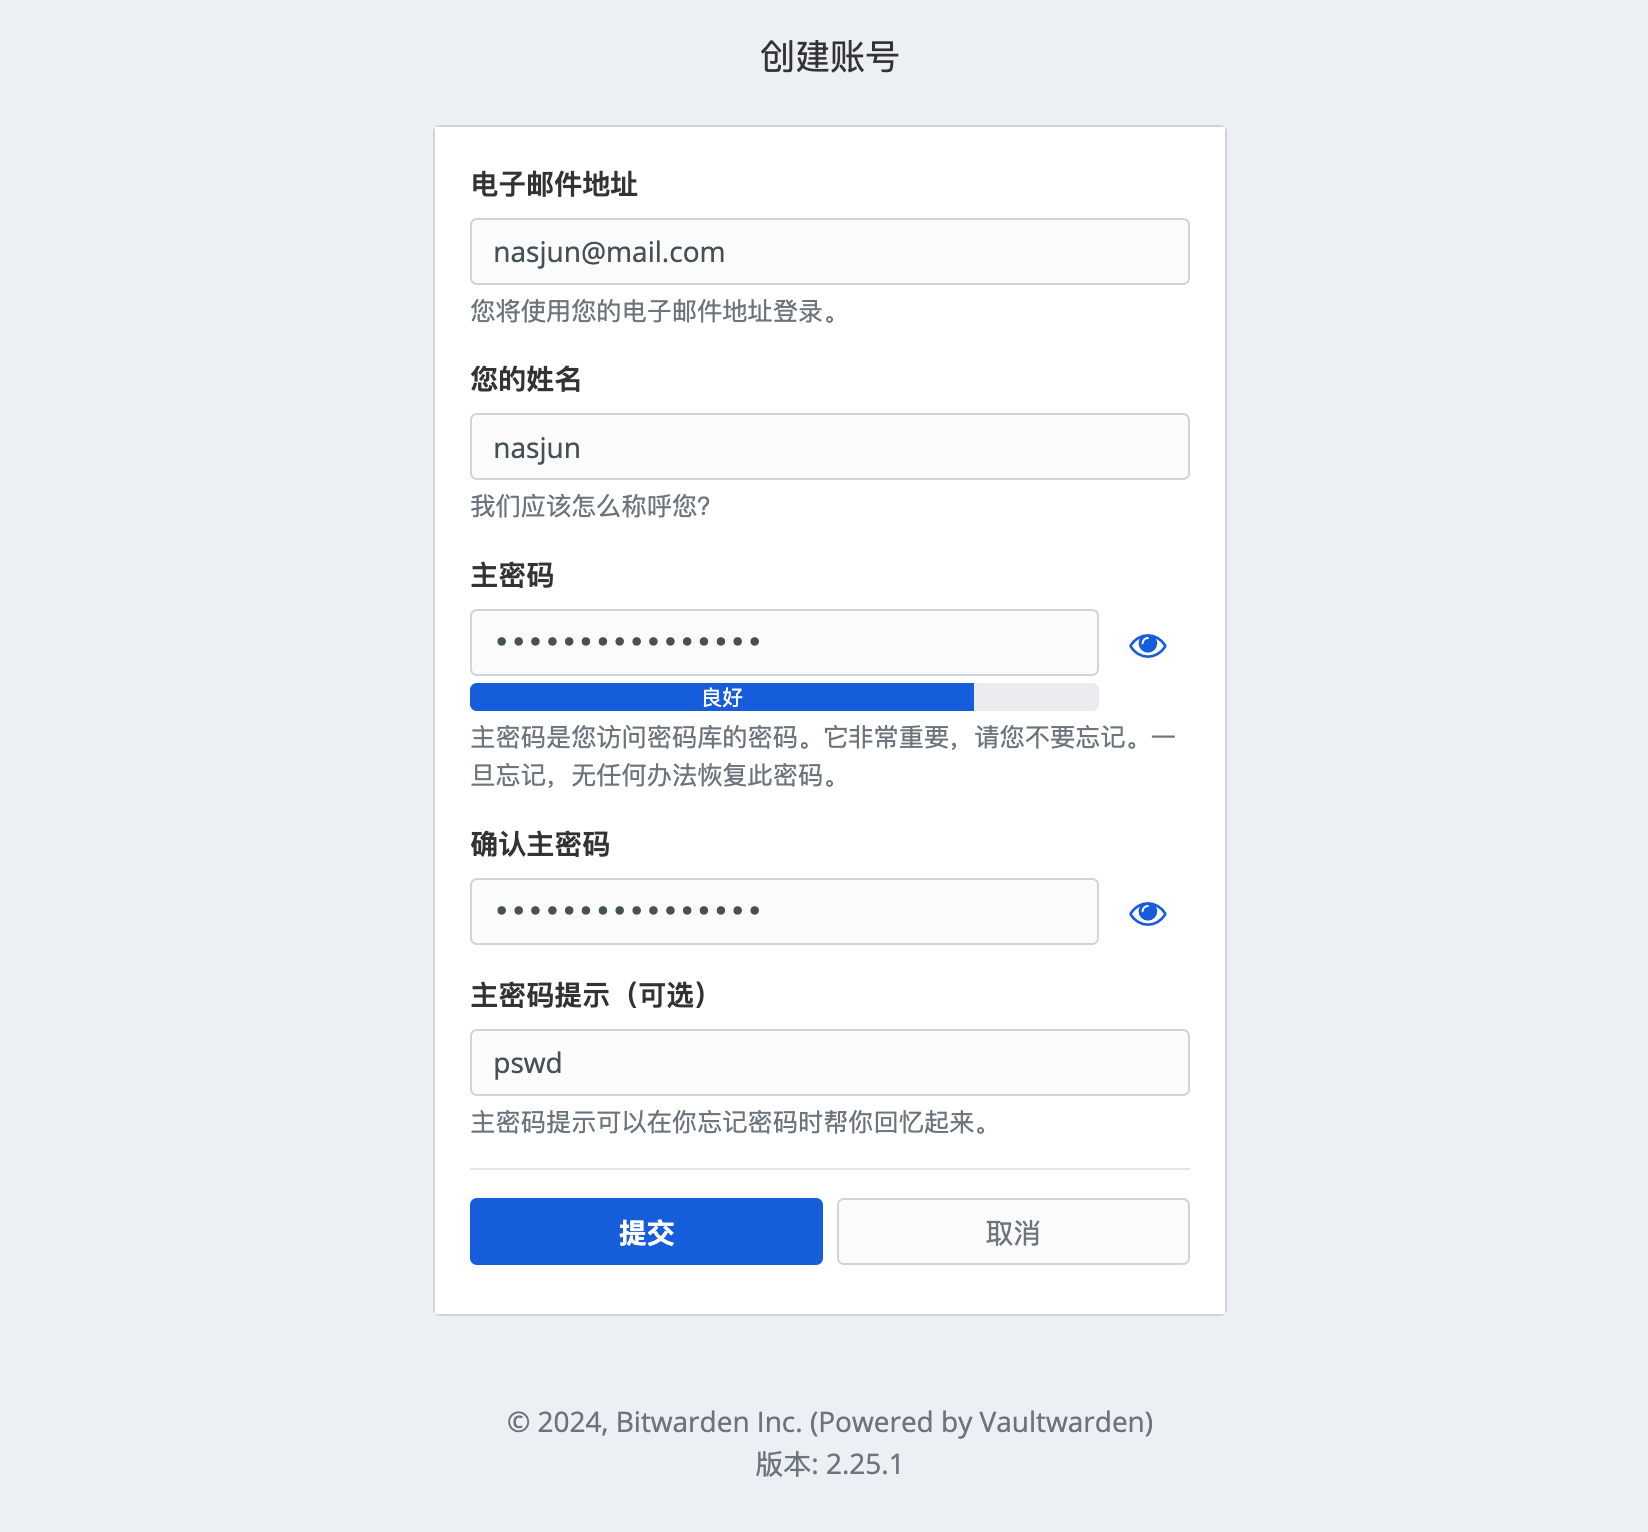 创建账号
电子邮件地址
nasjun@mail.com
您将使用您的电子邮件地址登录。
您的姓名
nasjun
我们应该怎么称呼您?
主密码
••••••••••••••••
良好
主密码是您访问密码库的密码。它非常重要，请您不要忘记。一
旦忘记，无任何办法恢复此密码。
确认主密码
••••••••••••••••
主密码提示（可选）
pswd
主密码提示可以在你忘记密码时帮你回忆起来。
提交 取消
© 2024, Bitwarden Inc. (Powered by Vaultwarden)
版本: 2.25.1